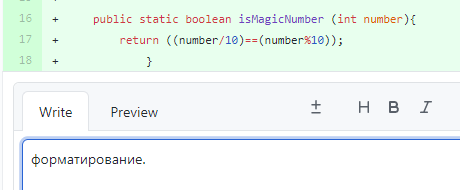 16 + public static boolean isMagicNumber (int number){
17 + return ((number/10)==(number%10));
18 + }
Write Preview ± H B I
форматирование.